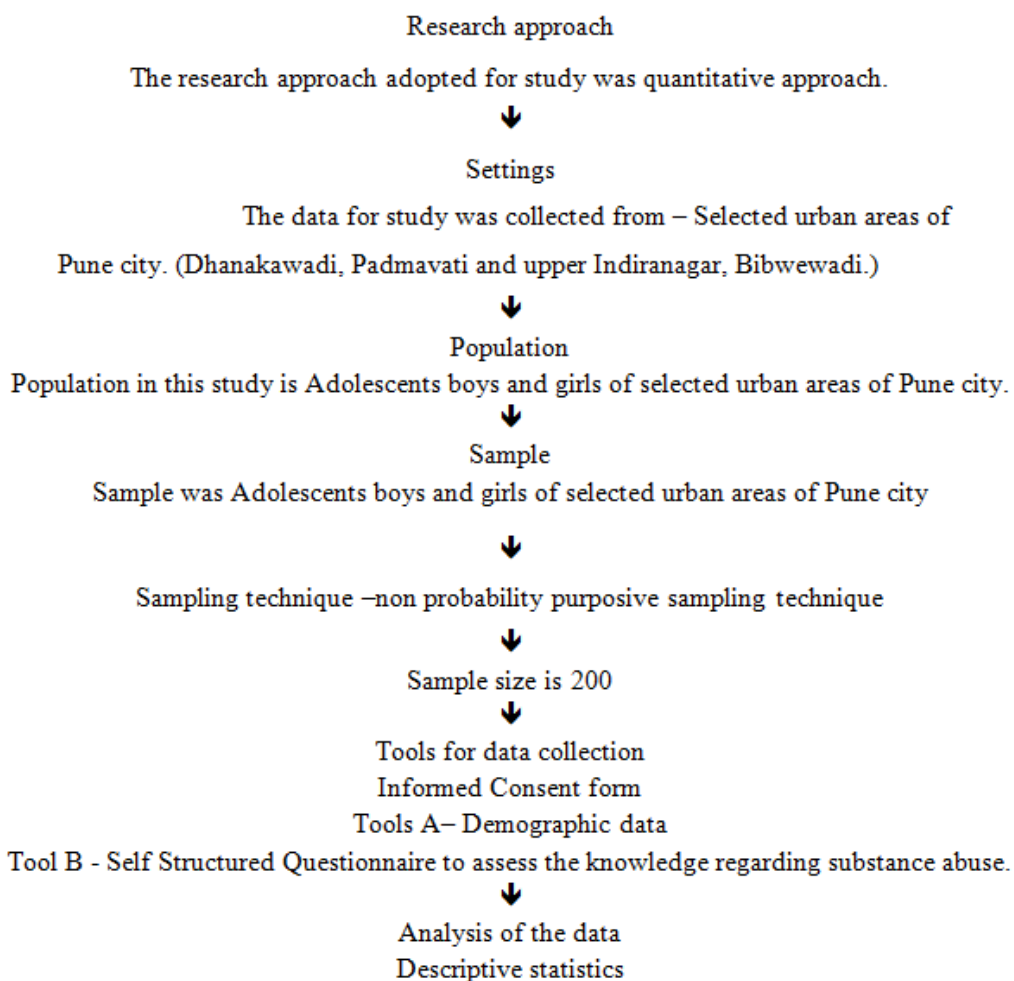 Research approach
The research approach adopted for study was quantitative approach.
Settings
The data for study was collected from – Selected urban areas of
Pune city. (Dhanakawadi, Padmavati and upper Indiranagar, Bibwewadi.)
Population
Population in this study is Adolescents boys and girls of selected urban areas of Pune city.
Sample
Sample was Adolescents boys and girls of selected urban areas of Pune city
Sampling technique –non probability purposive sampling technique
Sample size is 200
Tools for data collection
Informed Consent form
Tools A– Demographic data
Tool B - Self Structured Questionnaire to assess the knowledge regarding substance abuse.
Analysis of the data
Descriptive statistics